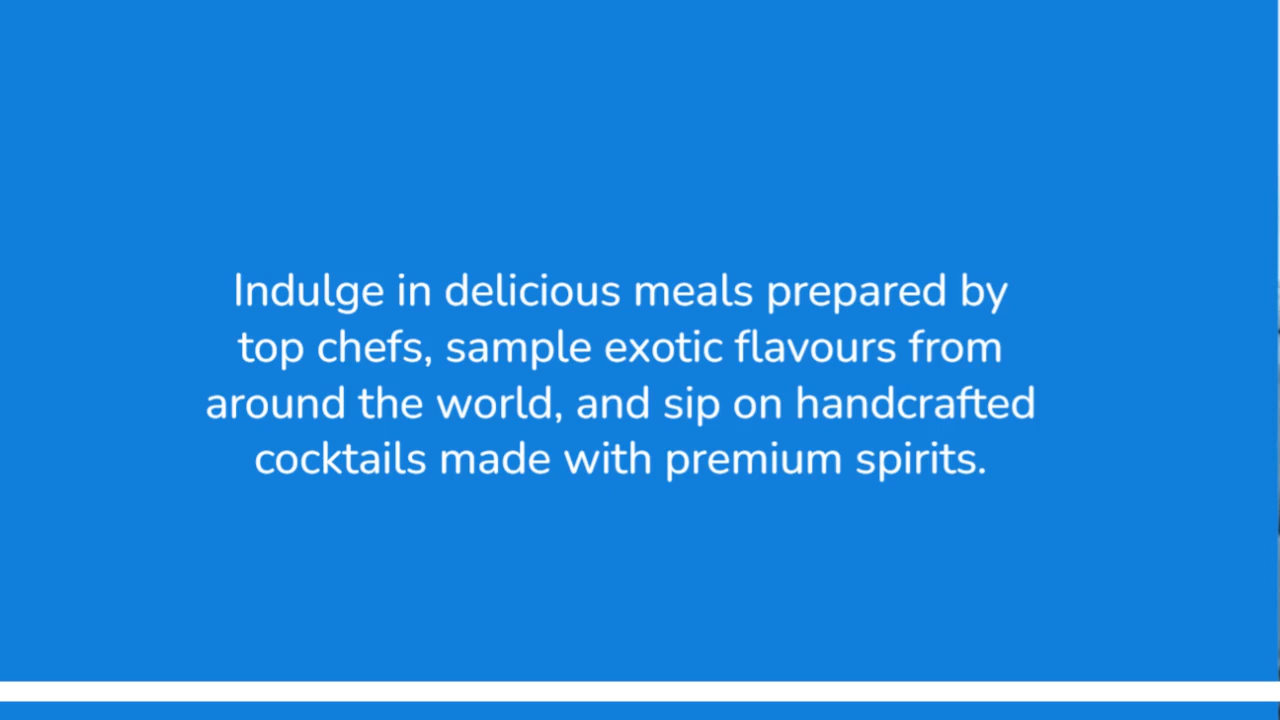 Indulge in delicious meals prepared by
top chefs, sample exotic flavours from
around the world, and sip on handcrafted
cocktails made with premium spirits.